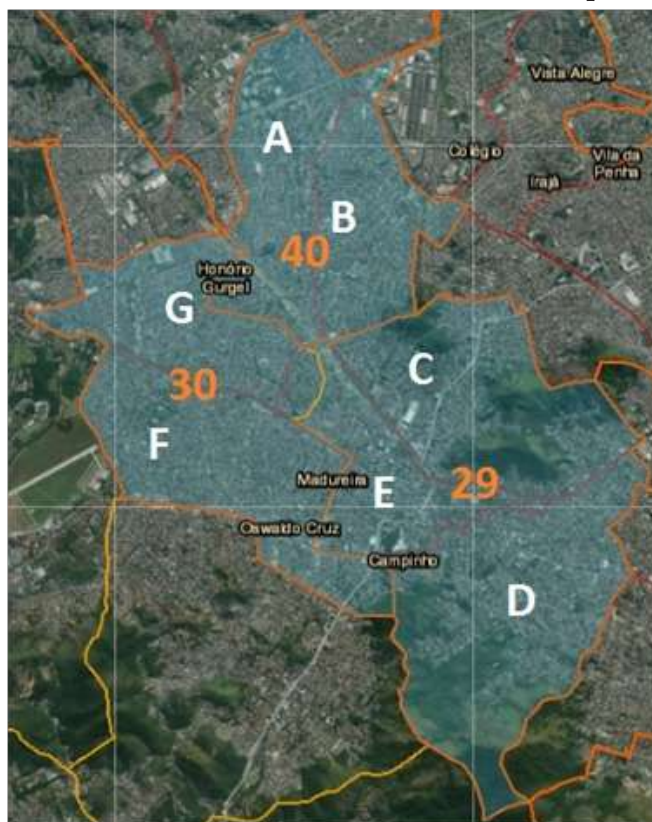 Vista Alegre
A
Colégio
Vila da
Penha
Irajá
B
40
Honório
Gurgel
G
C
30
F
Madureira
29
E
Oswaldo Cruz
Campinho
D